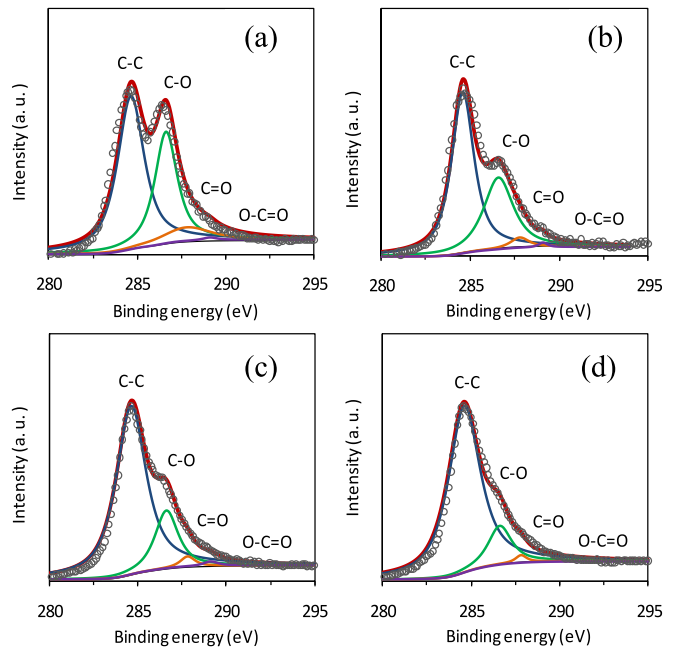 (a)
C-C
C-O
C=O
O-C=O
Intensity (a. u. )
280 285 290 295
Binding energy (eV)
(b)
C-C
C-O
C=O
O-C=O
Intensity (a. u. )
280 285 290 295
Binding energy (eV)
(c)
C-C
C-O
C=O
O-C=O
Intensity (a. u. )
280 285 290 295
Binding energy (eV)
(d)
C-C
C-O
C=O
O-C=O
Intensity (a. u. )
280 285 290 295
Binding energy (eV)